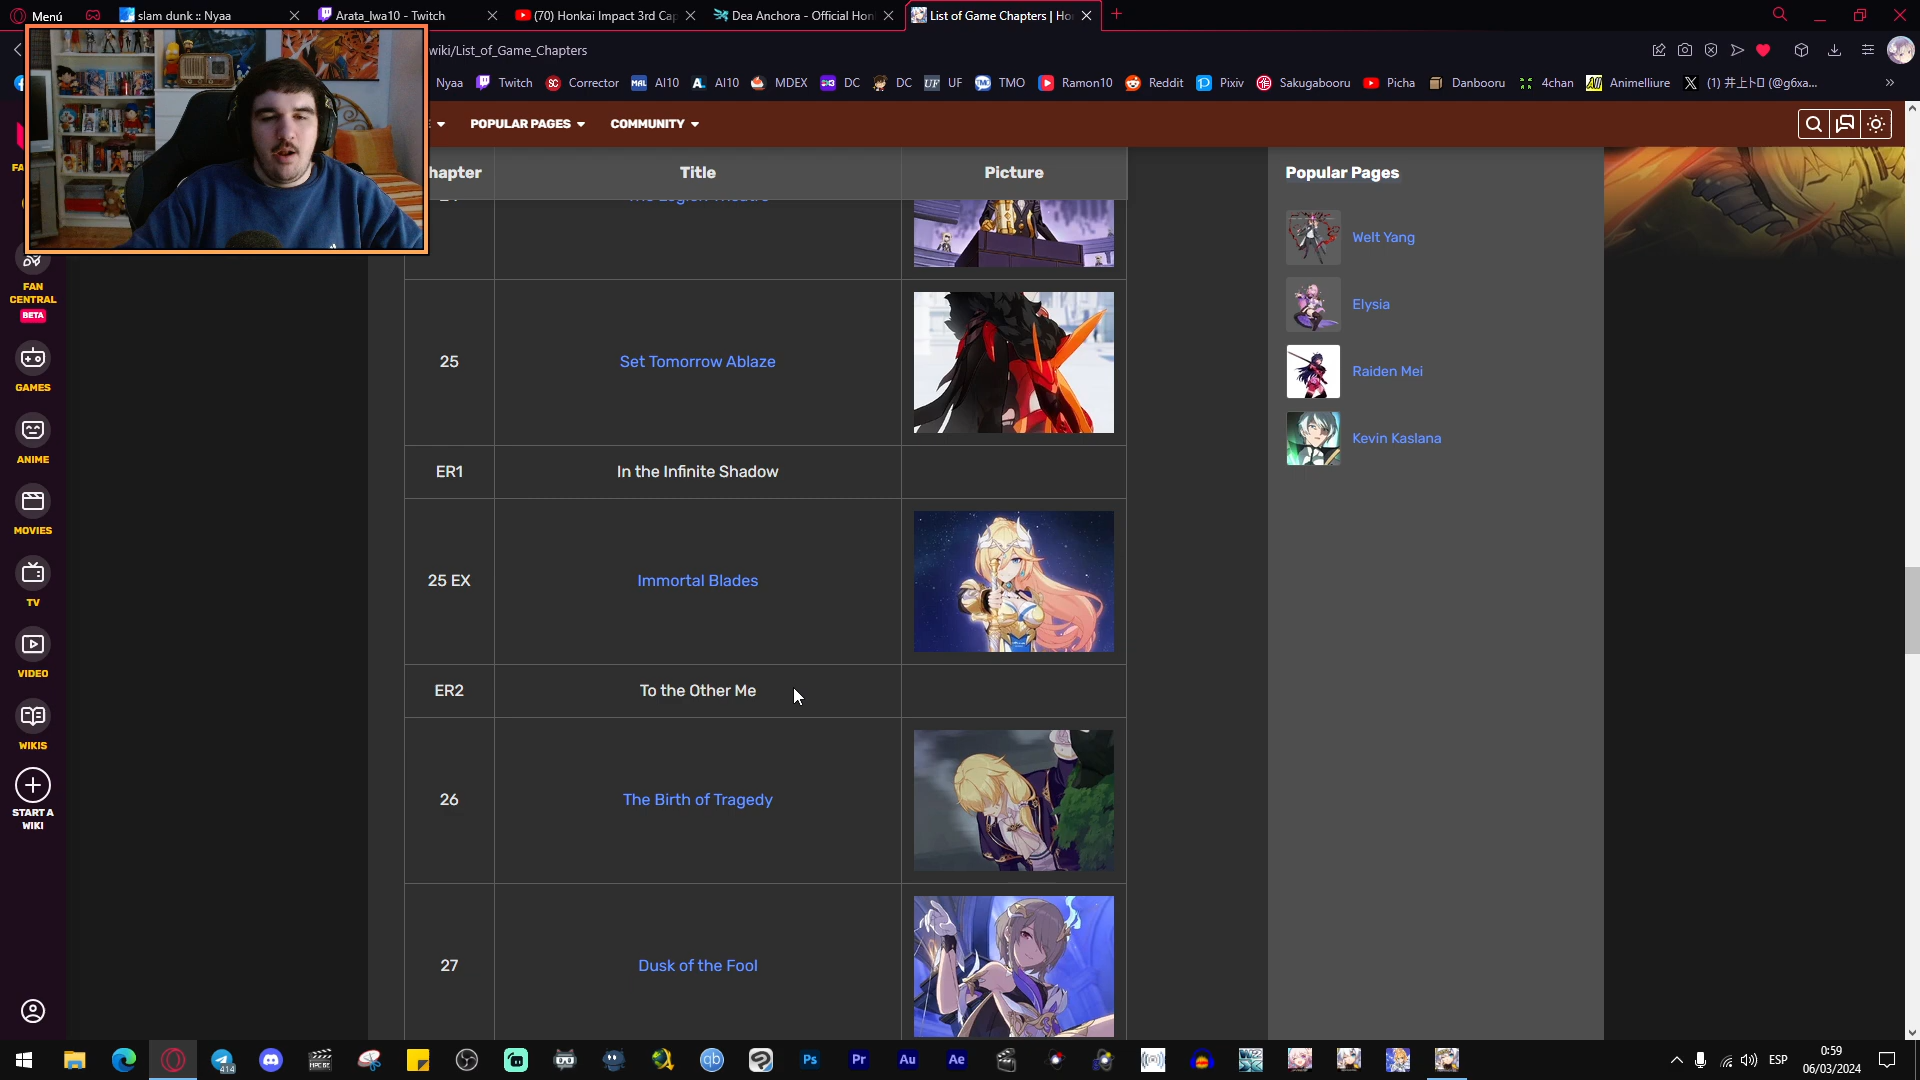 Menú
slam dunk :: Nyaa
Arata_Iwa10 - Twitch
(70) Honkai Impact 3rd Cap
Dea Anchora - Official Hon
List of Game Chapters | Ho
wiki/List_of_Game_Chapters
Nyaa
Twitch
Corrector
AI10
AI10
MDEX
DC
DC
UF
TMO
Ramon10
Reddit
Pixiv
Sakugabooru
Picha
Danbooru
4chan
Animelliure
POPULAR PAGES
COMMUNITY
FAN CENTRAL
BETA
GAMES
ANIME
MOVIES
TV
VIDEO
WIKIS
START A WIKI
hapter
Title
Picture
25
Set Tomorrow Ablaze
ER1
In the Infinite Shadow
25 EX
Immortal Blades
ER2
To the Other Me
26
The Birth of Tragedy
27
Dusk of the Fool
Popular Pages
Welt Yang
Elysia
Raiden Mei
Kevin Kaslana
414
Ps
Pr
Au
Ae
ESP
0:59
06/03/2024